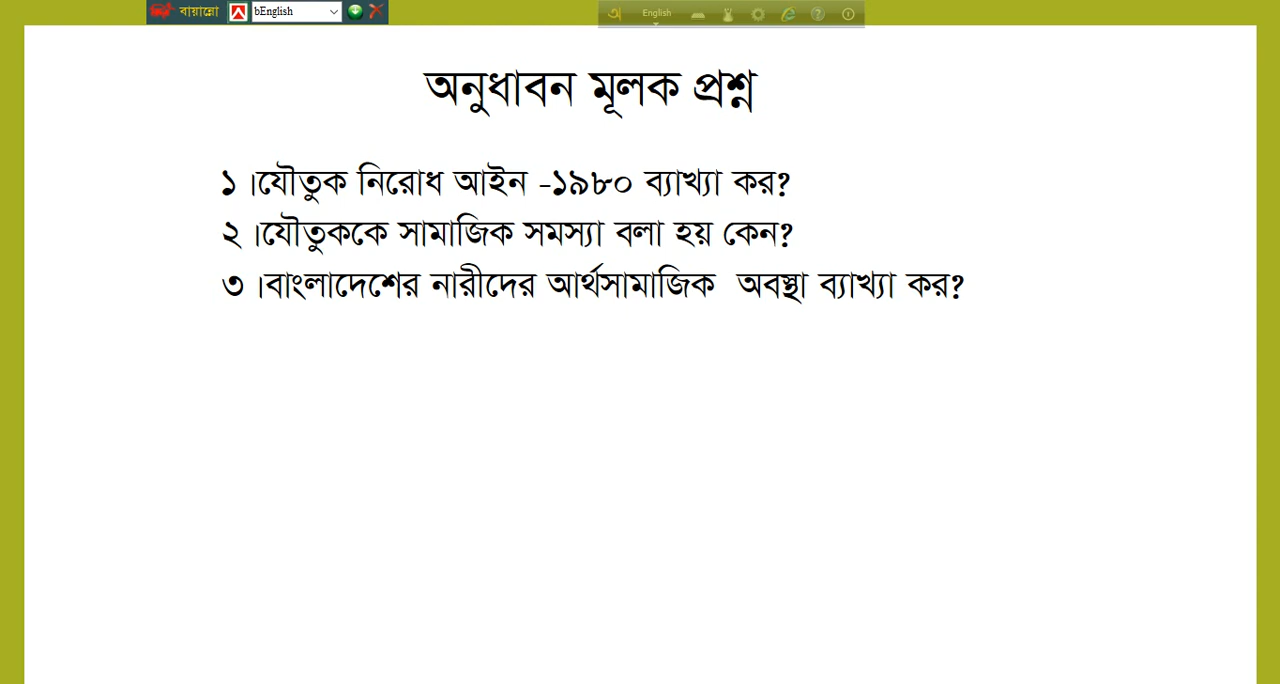 বায়ান্নো bEnglish
অ English
অনুধাবন মূলক প্রশ্ন
১।যৌতুক নিরোধ আইন -১৯৮০ ব্যাখ্যা কর?
২।যৌতুককে সামাজিক সমস্যা বলা হয় কেন?
৩।বাংলাদেশের নারীদের আর্থসামাজিক অবস্থা ব্যাখ্যা কর?